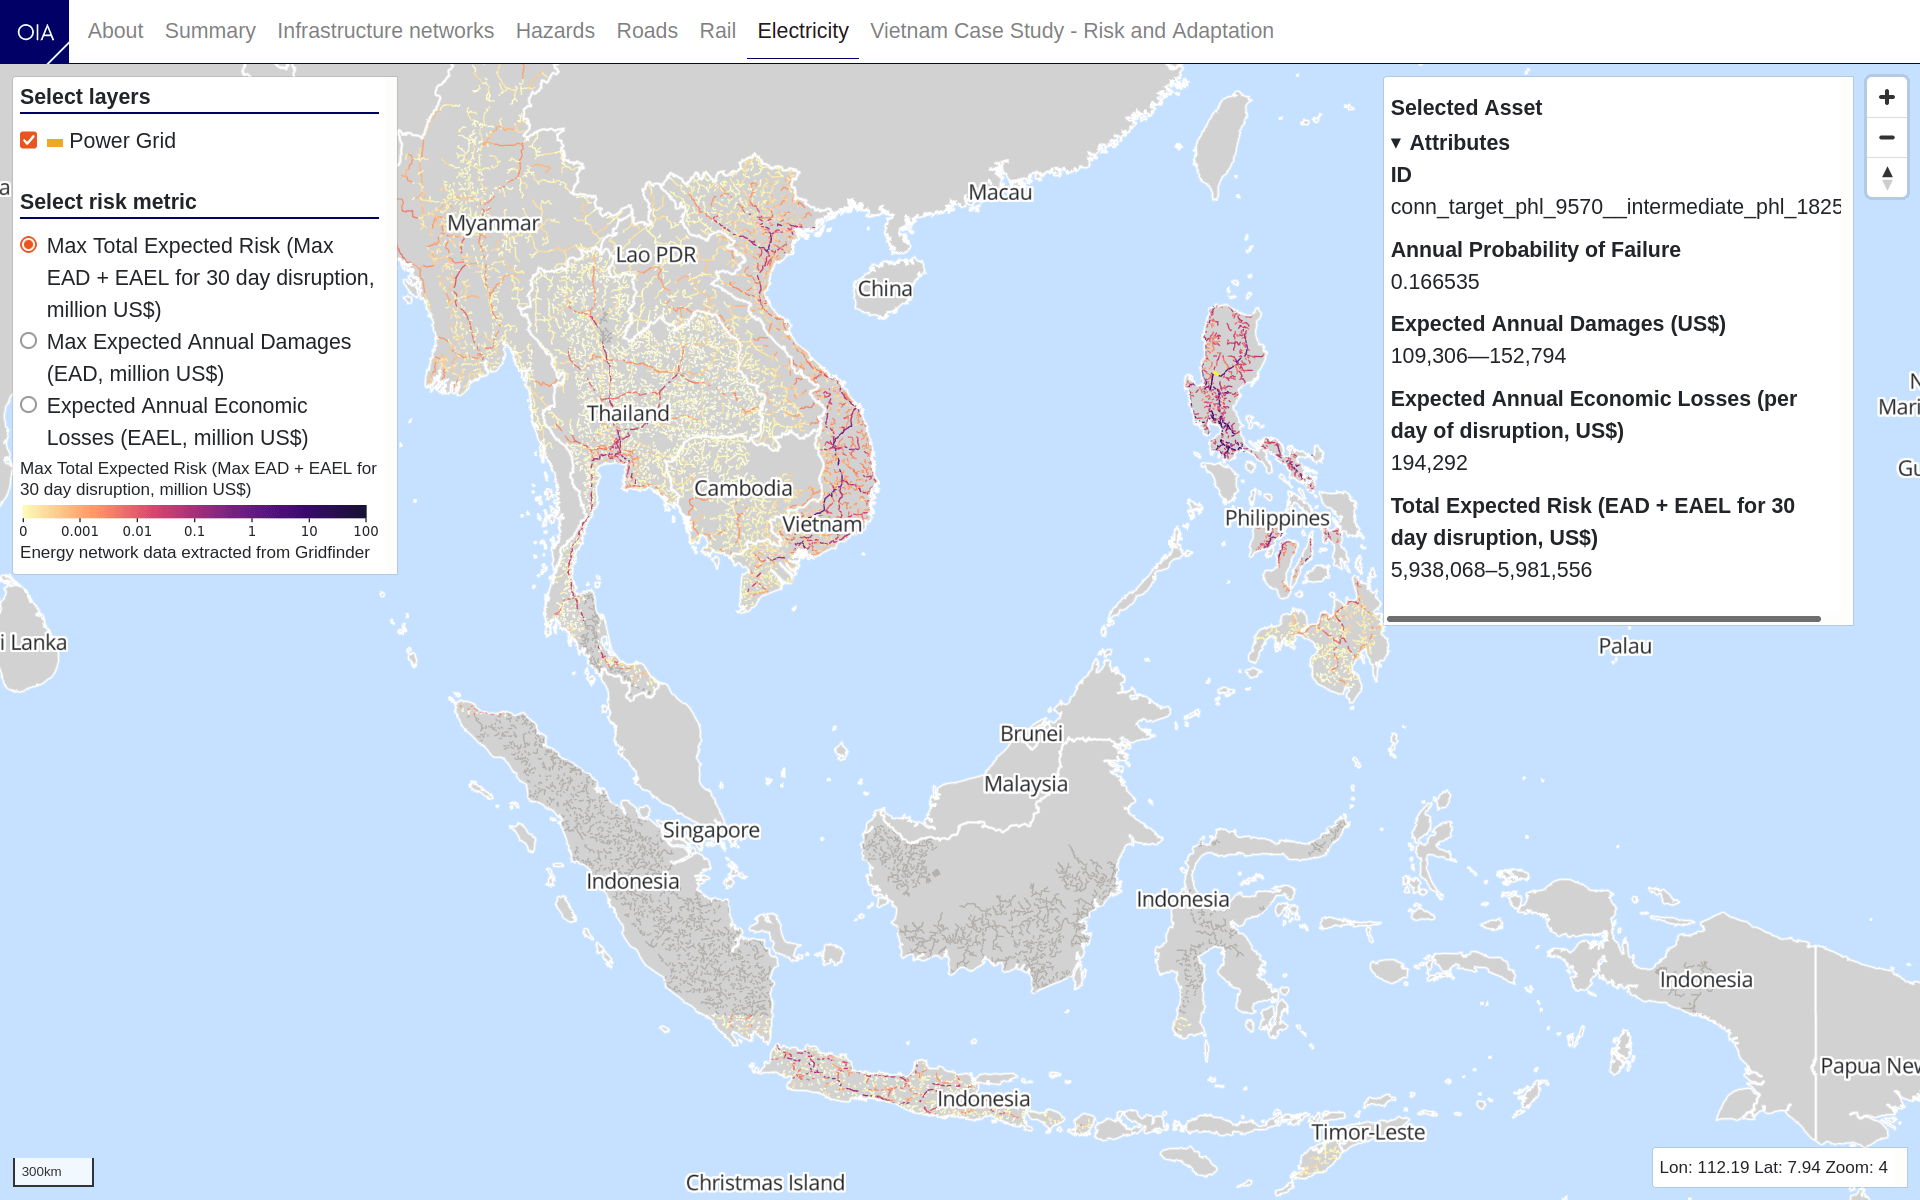 OIA
About
Summary
Infrastructure networks
Hazards
Roads
Rail
Electricity
Vietnam Case Study - Risk and Adaptation
Select layers
Power Grid
Select risk metric
Max Total Expected Risk (Max
EAD + EAEL for 30 day disruption,
million US$)
Max Expected Annual Damages
(EAD, million US$)
Expected Annual Economic
Losses (EAEL, million US$)
Max Total Expected Risk (Max EAD + EAEL for
30 day disruption, million US$)
0 0.001 0.01 0.1 1 10 100
Energy network data extracted from Gridfinder
Selected Asset
▼ Attributes
ID
conn_target_phl_9570__intermediate_phl_1825
Annual Probability of Failure
0.166535
Expected Annual Damages (US$)
109,306—152,794
Expected Annual Economic Losses (per
day of disruption, US$)
194,292
Total Expected Risk (EAD + EAEL for 30
day disruption, US$)
5,938,068–5,981,556
a
Macau
Myanmar
Lao PDR
China
N
Mari
Thailand
Gu
Cambodia
Vietnam
Philippines
i Lanka
Palau
Brunei
Malaysia
Singapore
Indonesia
Indonesia
Indonesia
Papua New
Indonesia
Timor-Leste
Christmas Island
300km
Lon: 112.19 Lat: 7.94 Zoom: 4